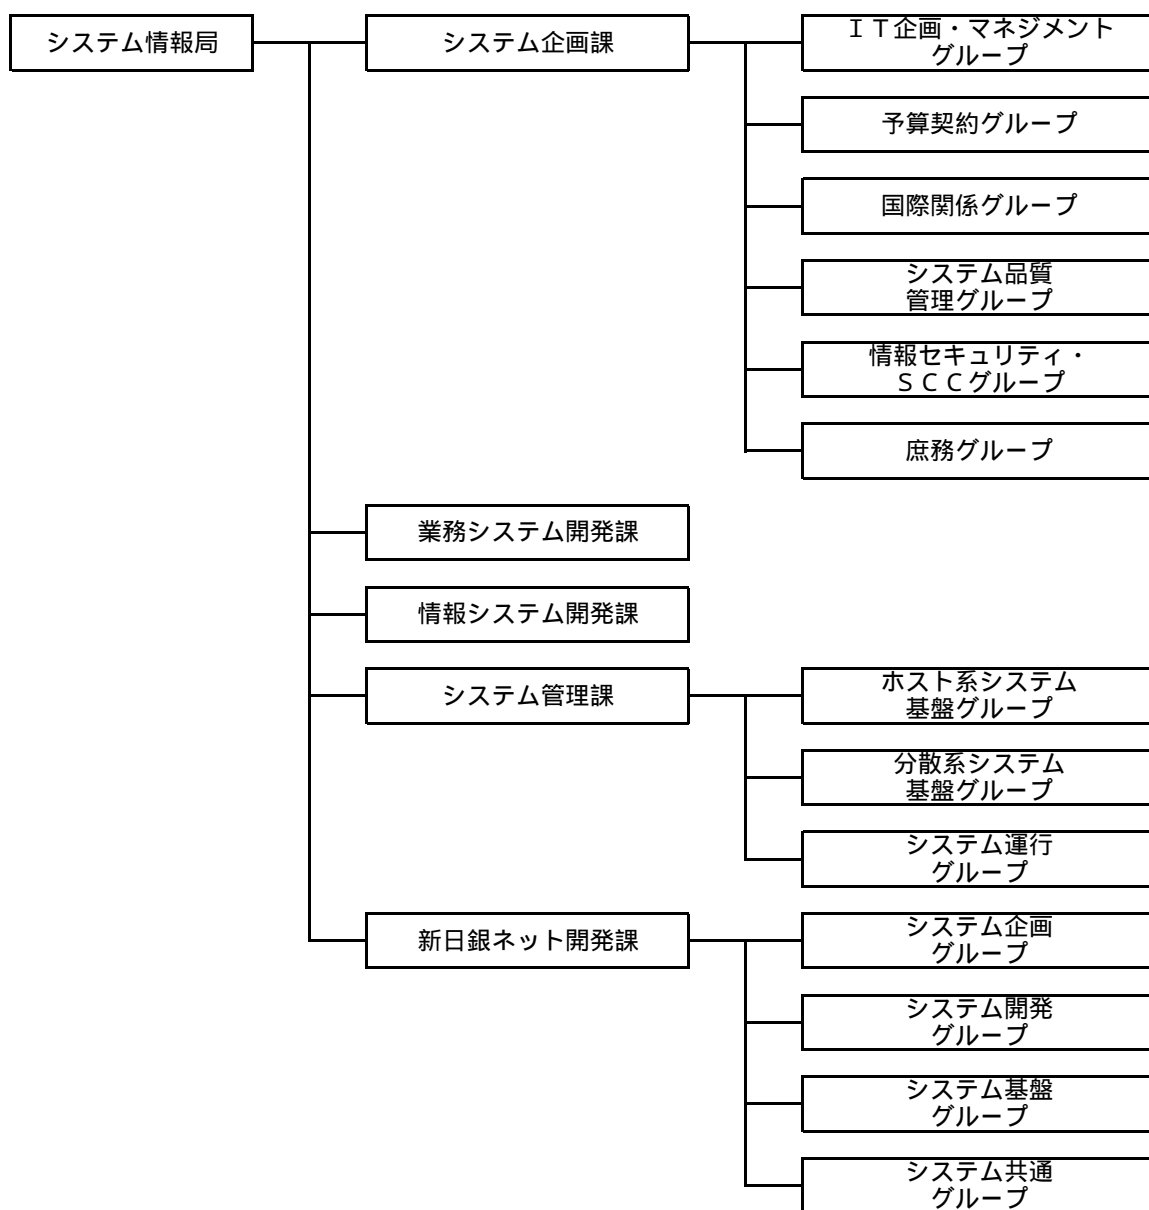 システム情報局
システム企画課
ＩＴ企画・マネジメント
グループ
予算契約グループ
国際関係グループ
システム品質
管理グループ
情報セキュリティ・
ＳＣＣグループ
庶務グループ
業務システム開発課
情報システム開発課
システム管理課
ホスト系システム
基盤グループ
分散系システム
基盤グループ
システム運行
グループ
新日銀ネット開発課
システム企画
グループ
システム開発
グループ
システム基盤
グループ
システム共通
グループ